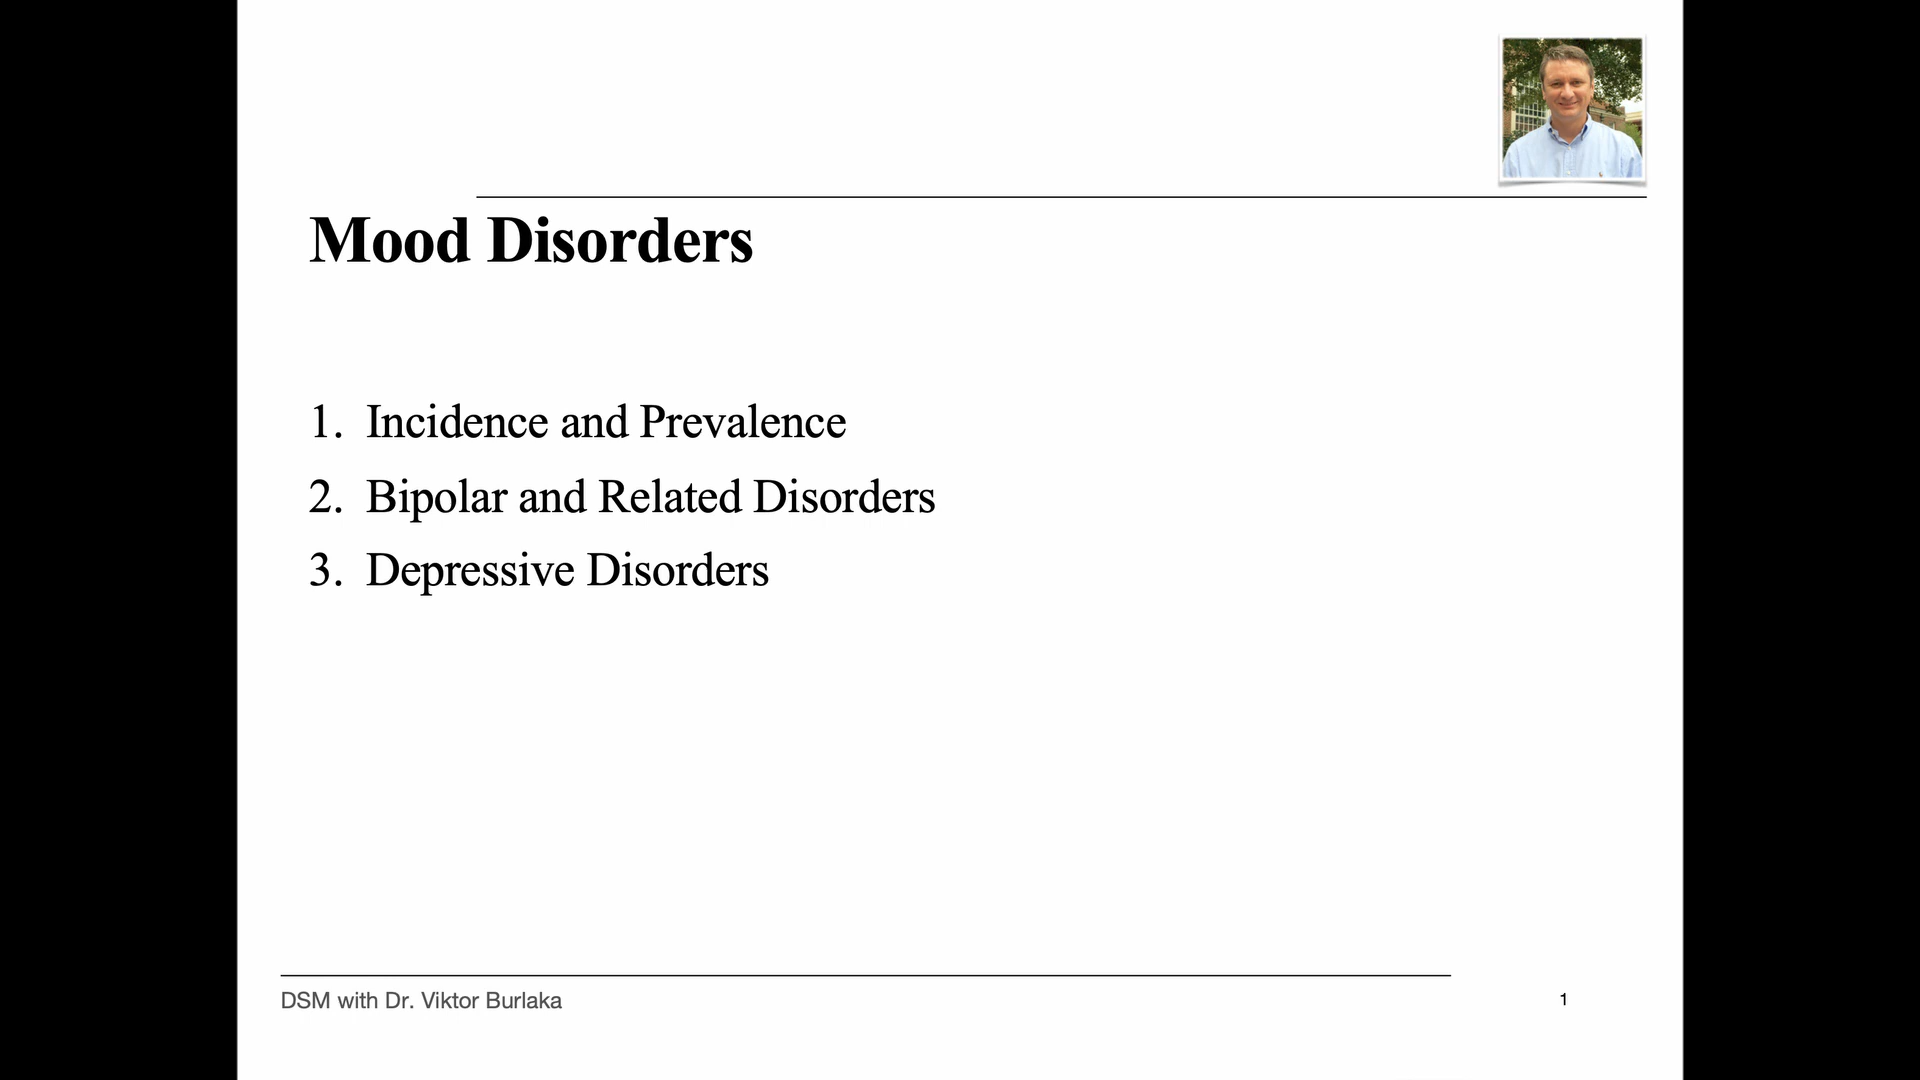 Mood Disorders
1. Incidence and Prevalence
2. Bipolar and Related Disorders
3. Depressive Disorders
DSM with Dr. Viktor Burlaka
1